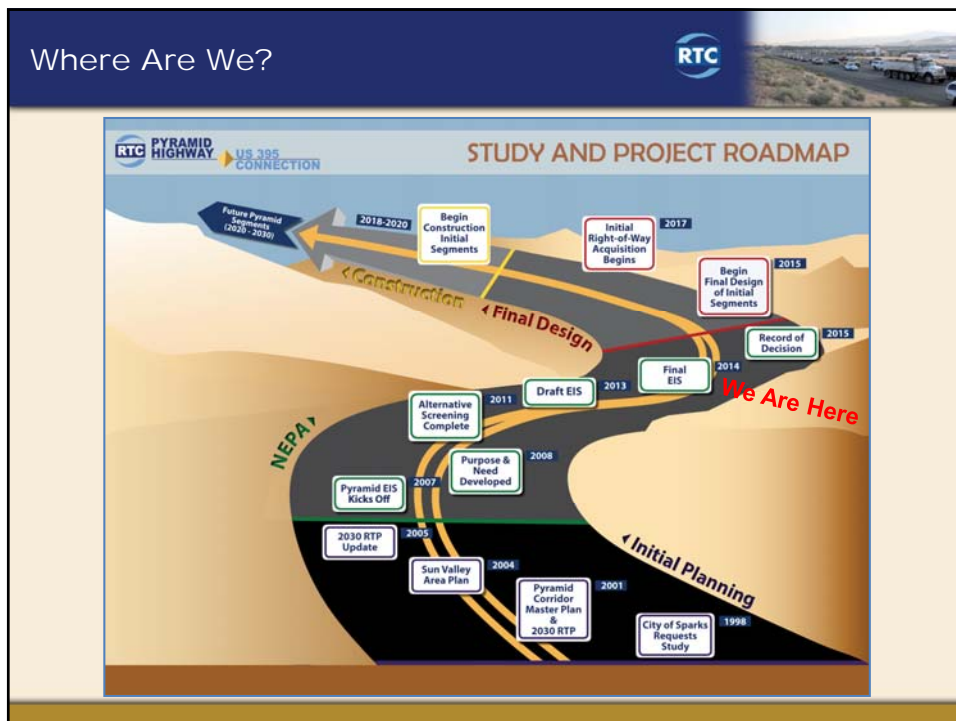 Where Are We?
RTC
RTC PYRAMID
HIGHWAY
US 395
CONNECTION
STUDY AND PROJECT ROADMAP
Future Pyramid
Segments
(2020 - 2030)
2018-2020
Begin
Construction
Initial
Segments
Initial
Right-of-Way
Acquisition
Begins
2017
Begin
Final Design
of Initial
Segments
2015
Construction
Final Design
Record of
Decision
2015
Final
EIS
2014
We Are Here
Draft EIS
2013
Alternative
Screening
Complete
2011
NEPA
Purpose &
Need
Developed
2008
Pyramid EIS
Kicks Off
2007
2030 RTP
Update
2005
Initial Planning
Sun Valley
Area Plan
2004
Pyramid
Corridor
Master Plan
&
2030 RTP
2001
City of Sparks
Requests
Study
1998